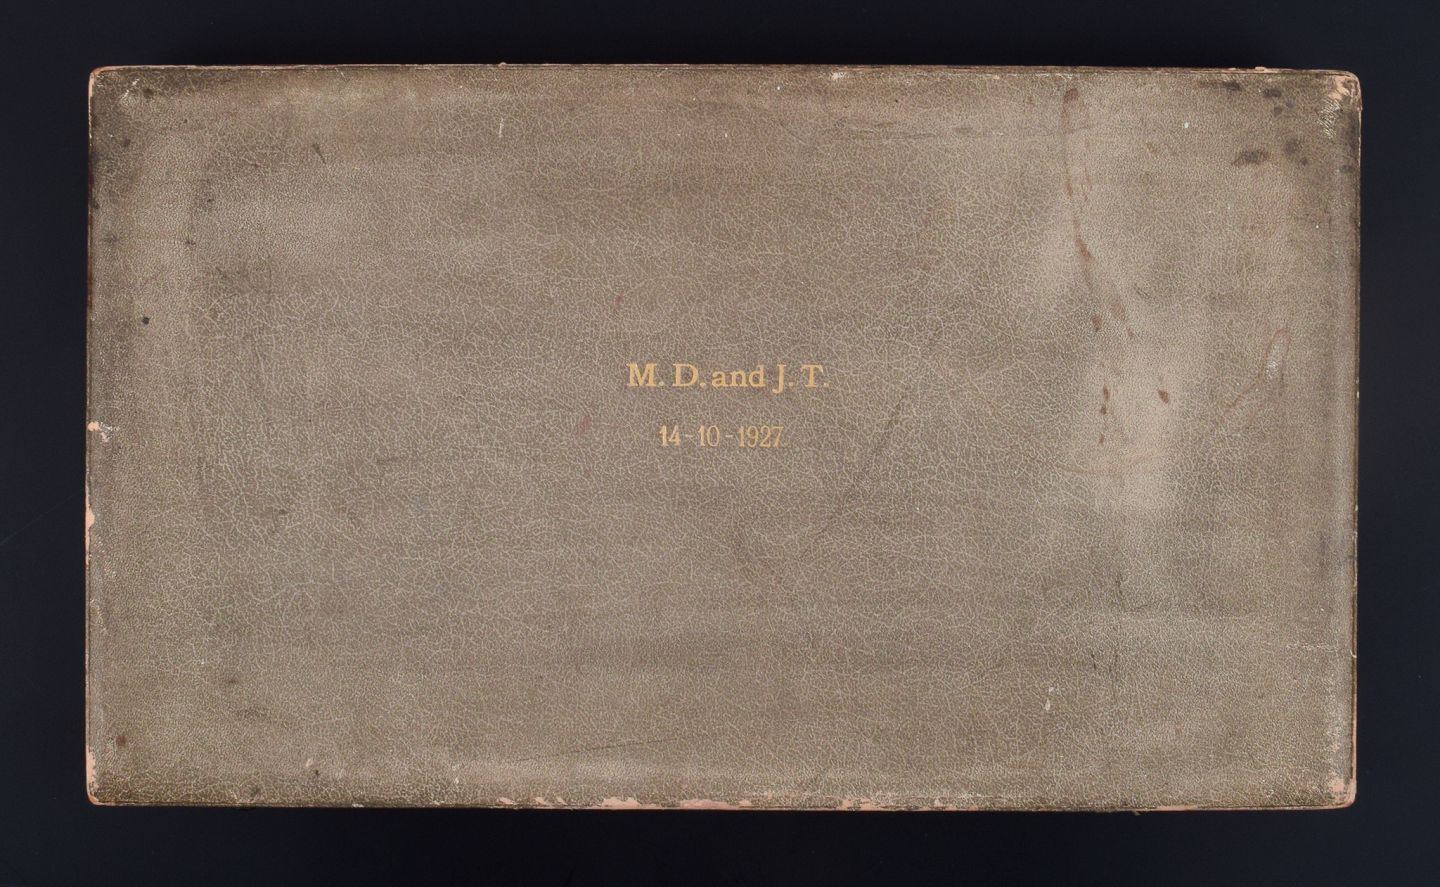 M. D. and J. T.
14-10-1927.